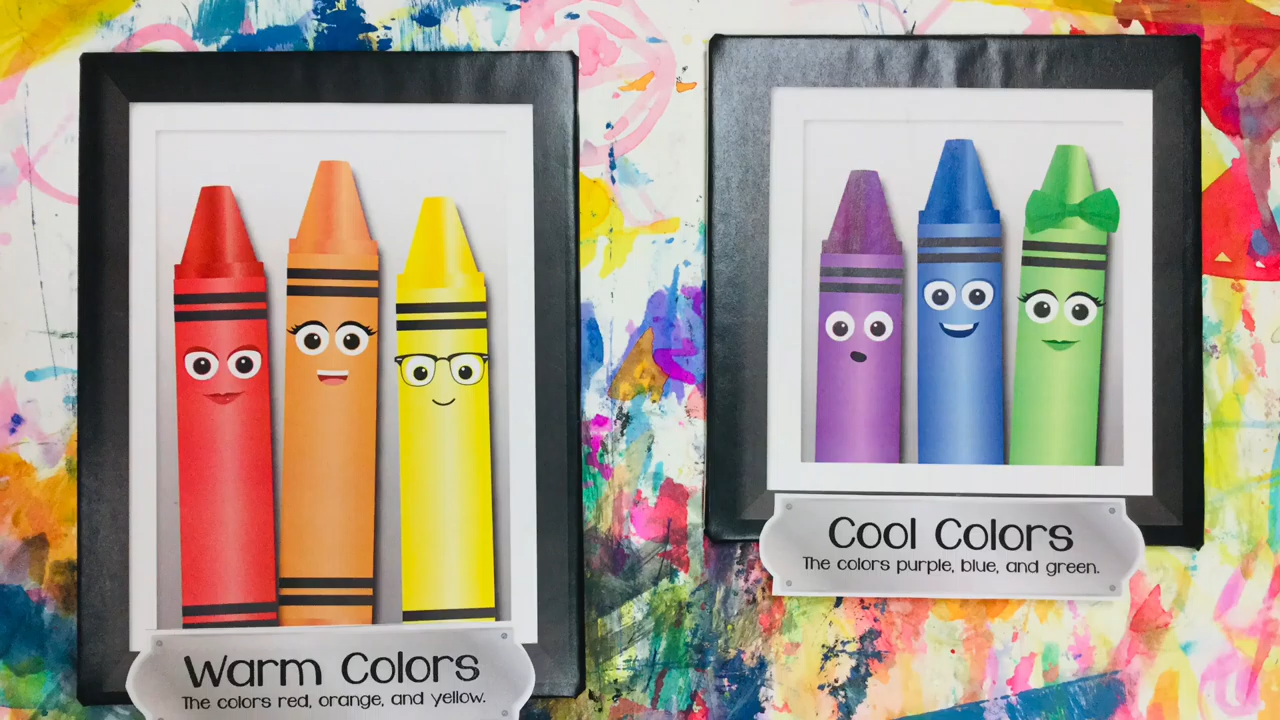 Warm Colors
The colors red, orange, and yellow.
Cool Colors
The colors purple, blue, and green.